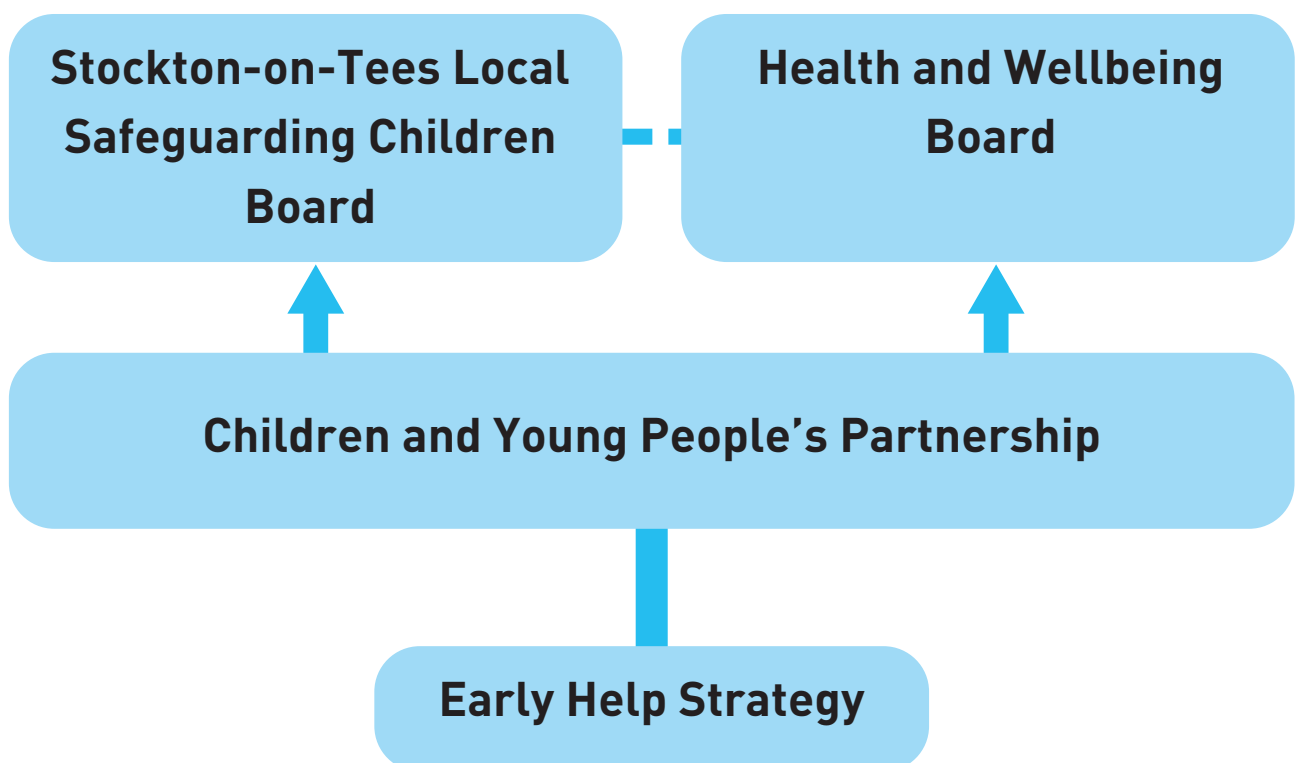 Stockton-on-Tees Local
Safeguarding Children
Board
Health and Wellbeing
Board
Children and Young People’s Partnership
Early Help Strategy